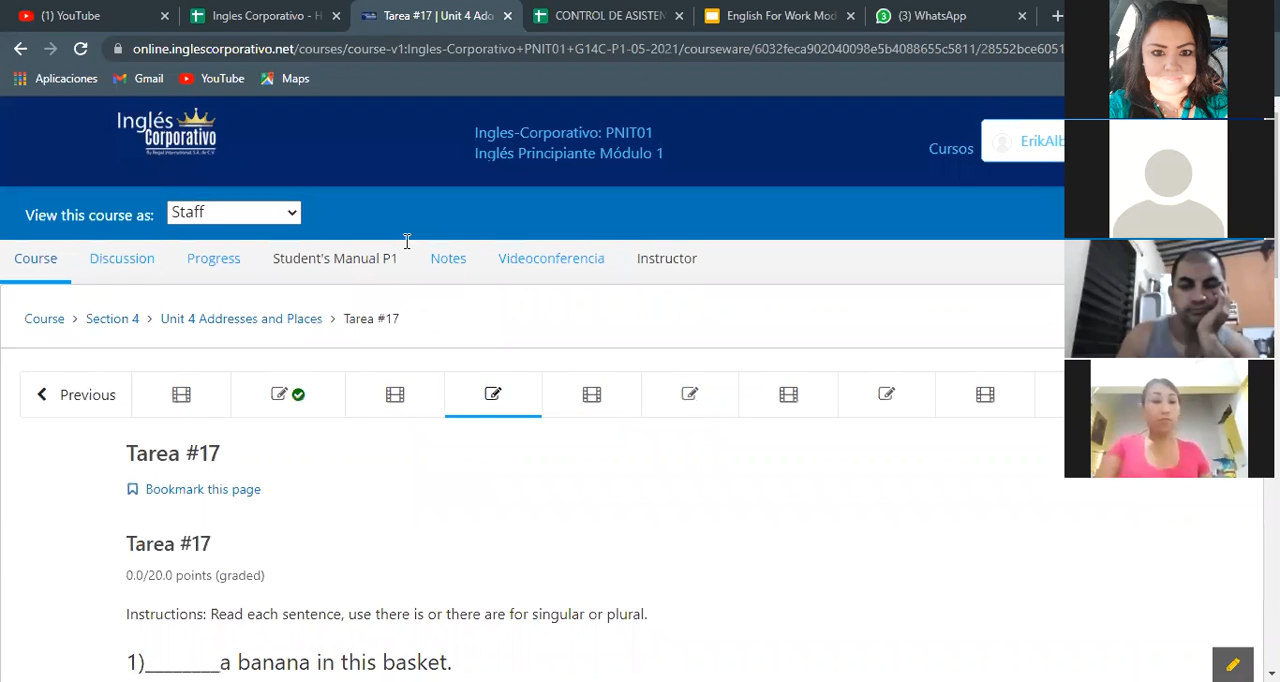 (1) YouTube
Ingles Corporativo - H
Tarea #17 | Unit 4 Add
CONTROL DE ASISTEN
English For Work Mod
(3) WhatsApp
online.inglescorporativo.net/courses/course-v1:Ingles-Corporativo+PNIT01+G14C-P1-05-2021/courseware/6032feca902040098e5b4088655c5811/28552bce6051
Aplicaciones
Gmail
YouTube
Maps
Inglés
Corporativo
Ingles-Corporativo: PNIT01
Inglés Principiante Módulo 1
Cursos
ErikAlb
View this course as:
Staff
Course
Discussion
Progress
Student's Manual P1
Notes
Videoconferencia
Instructor
Course > Section 4 > Unit 4 Addresses and Places > Tarea #17
Previous
Tarea #17
Bookmark this page
Tarea #17
0.0/20.0 points (graded)
Instructions: Read each sentence, use there is or there are for singular or plural.
1)________a banana in this basket.